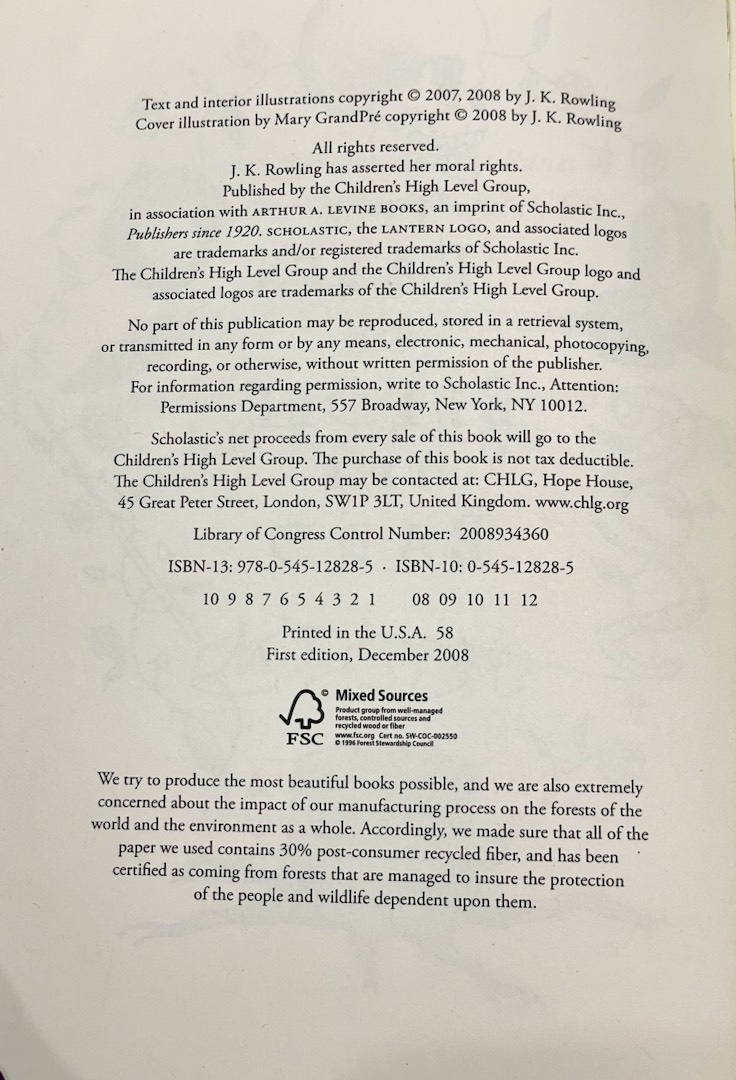 Text and interior illustrations copyright © 2007, 2008 by J. K. Rowling
Cover illustration by Mary GrandPré copyright © 2008 by J. K. Rowling
All rights reserved.
J. K. Rowling has asserted her moral rights.
Published by the Children's High Level Group,
in association with ARTHUR A. LEVINE BOOKS, an imprint of Scholastic Inc.,
Publishers since 1920. SCHOLASTIC, the LANTERN LOGO, and associated logos
are trademarks and/or registered trademarks of Scholastic Inc.
The Children's High Level Group and the Children's High Level Group logo and
associated logos are trademarks of the Children's High Level Group.
No part of this publication may be reproduced, stored in a retrieval system,
or transmitted in any form or by any means, electronic, mechanical, photocopying,
recording, or otherwise, without written permission of the publisher.
For information regarding permission, write to Scholastic Inc., Attention:
Permissions Department, 557 Broadway, New York, NY 10012.
Scholastic's net proceeds from every sale of this book will go to the
Children's High Level Group. The purchase of this book is not tax deductible.
The Children's High Level Group may be contacted at: CHLG, Hope House,
45 Great Peter Street, London, SW1P 3LT, United Kingdom. www.chlg.org
Library of Congress Control Number: 2008934360
ISBN-13: 978-0-545-12828-5 · ISBN-10: 0-545-12828-5
10 9 8 7 6 5 4 3 2 1 08 09 10 11 12
Printed in the U.S.A. 58
First edition, December 2008
© Mixed Sources
Product group from well-managed
forests, controlled sources and
recycled wood or fiber
www.fsc.org Cert no. SW-COC-002550
© 1996 Forest Stewardship Council
FSC
We try to produce the most beautiful books possible, and we are also extremely
concerned about the impact of our manufacturing process on the forests of the
world and the environment as a whole. Accordingly, we made sure that all of the
paper we used contains 30% post-consumer recycled fiber, and has been
certified as coming from forests that are managed to insure the protection
of the people and wildlife dependent upon them.